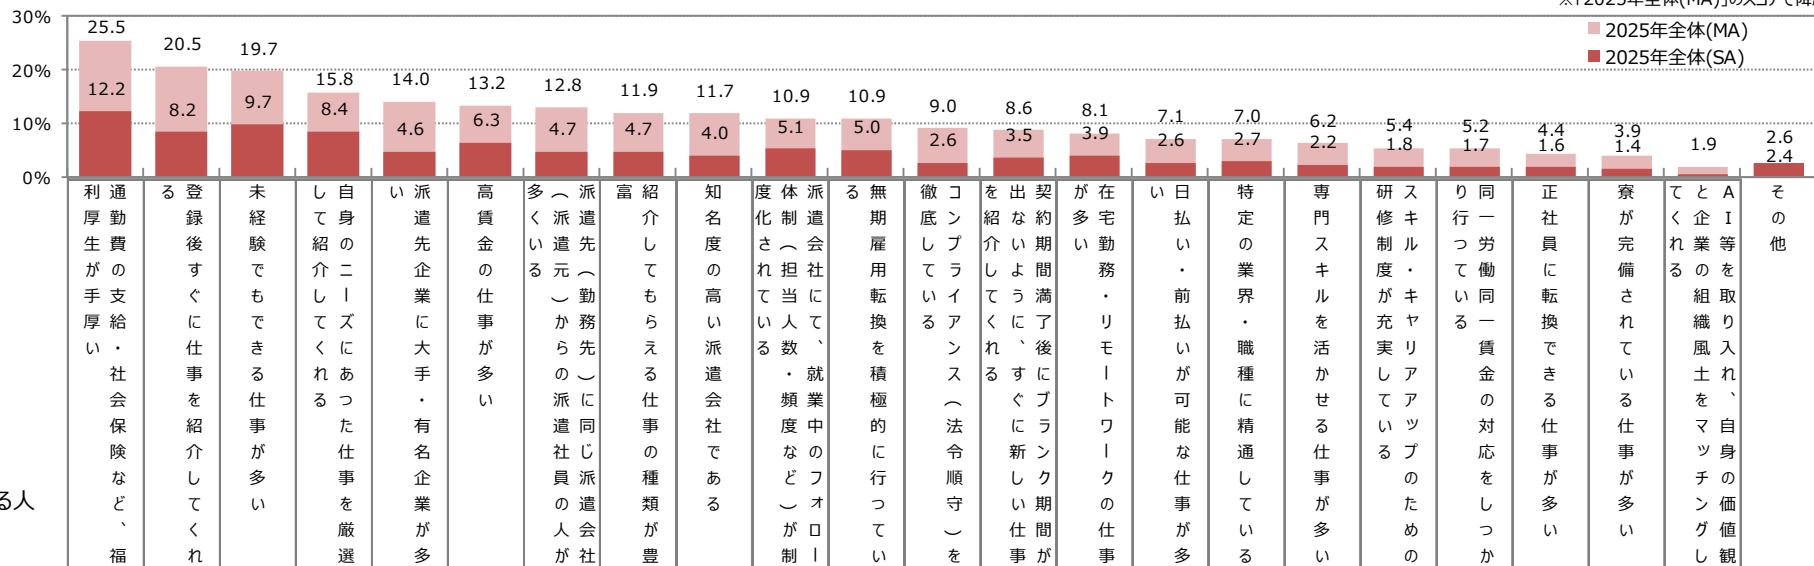 30%
20%
10%
0%
2025年全体(MA)
2025年全体(SA)
25.5
20.5
19.7
15.8
14.0
13.2
12.8
11.9
11.7
10.9
10.9
9.0
8.6
8.1
7.1
7.0
6.2
5.4
5.2
4.4
3.9
1.9
2.6
12.2
8.2
9.7
8.4
4.6
6.3
4.7
4.7
4.0
5.1
5.0
2.6
3.5
3.9
2.6
2.7
2.2
1.8
1.7
1.6
1.4
2.4
通勤費の支給・社会保険など、福
利厚生が手厚い
登録後すぐに仕事を紹介してくれ
る
未経験でもできる仕事が多い
自身のニーズにあった仕事を厳選
して紹介してくれる
派遣先企業に大手・有名企業が多
い
高賃金の仕事が多い
派遣先（勤務先）に同じ派遣会社
（派遣元）からの派遣社員の人が
多くいる
紹介してもらえる仕事の種類が豊
富
知名度の高い派遣会社である
派遣会社にて、就業中のフォロー
体制（担当人数・頻度など）が制
度化されている
無期雇用転換を積極的に行ってい
る
コンプライアンス（法令順守）を
徹底している
契約期間満了後にブランク期間が
出ないように、すぐに新しい仕事
を紹介してくれる
在宅勤務・リモートワークの仕事
が多い
日払い・前払いが可能な仕事が多
い
特定の業界・職種に精通している
専門スキルを活かせる仕事が多い
スキル・キャリアアップのための
研修制度が充実している
同一労働同一賃金の対応をしっか
り行っている
正社員に転換できる仕事が多い
寮が完備されている仕事が多い
AI等を取り入れ、自身の価値観
と企業の組織風土をマッチングし
てくれる
その他
る人